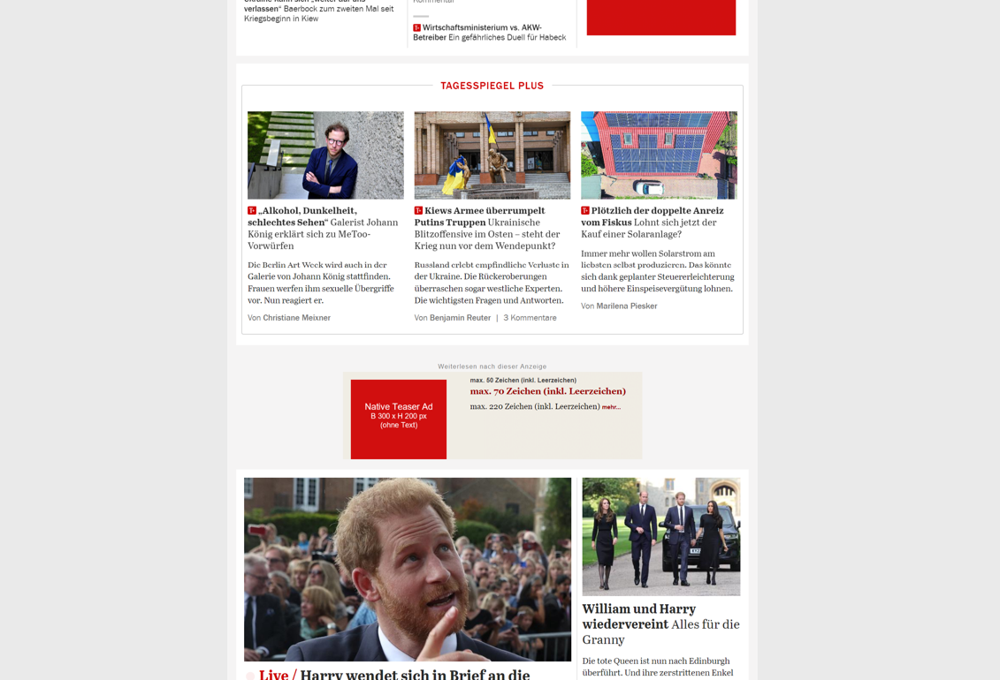 verlassen“ Baerbock zum zweiten Mal seit
Kriegsbeginn in Kiew
Kommentar
T+ Wirtschaftsministerium vs. AKW-
Betreiber Ein gefährliches Duell für Habeck
TAGESSPIEGEL PLUS
T+ „Alkohol, Dunkelheit,
schlechtes Sehen“ Galerist Johann
König erklärt sich zu MeToo-
Vorwürfen
Die Berlin Art Week wird auch in der
Galerie von Johann König stattfinden.
Frauen werfen ihm sexuelle Übergriffe
vor. Nun reagiert er.
Von Christiane Meixner
T+ Kiews Armee überrumpelt
Putins Truppen Ukrainische
Blitzoffensive im Osten – steht der
Krieg nun vor dem Wendepunkt?
Russland erlebt empfindliche Verluste in
der Ukraine. Die Rückeroberungen
überraschen sogar westliche Experten.
Die wichtigsten Fragen und Antworten.
Von Benjamin Reuter | 3 Kommentare
T+ Plötzlich der doppelte Anreiz
vom Fiskus Lohnt sich jetzt der
Kauf einer Solaranlage?
Immer mehr wollen Solarstrom am
liebsten selbst produzieren. Das könnte
sich dank geplanter Steuererleichterung
und höhere Einspeisevergütung lohnen.
Von Marilena Piesker
Weiterlesen nach dieser Anzeige
Native Teaser Ad
B 300 x H 200 px
(ohne Text)
max. 50 Zeichen (inkl. Leerzeichen)
max. 70 Zeichen (inkl. Leerzeichen)
max. 220 Zeichen (inkl. Leerzeichen) mehr...
Live / Harry wendet sich in Brief an die
William und Harry
wiedervereint Alles für die
Granny
Die tote Queen ist nun nach Edinburgh
überführt. Und ihre zerstrittenen Enkel